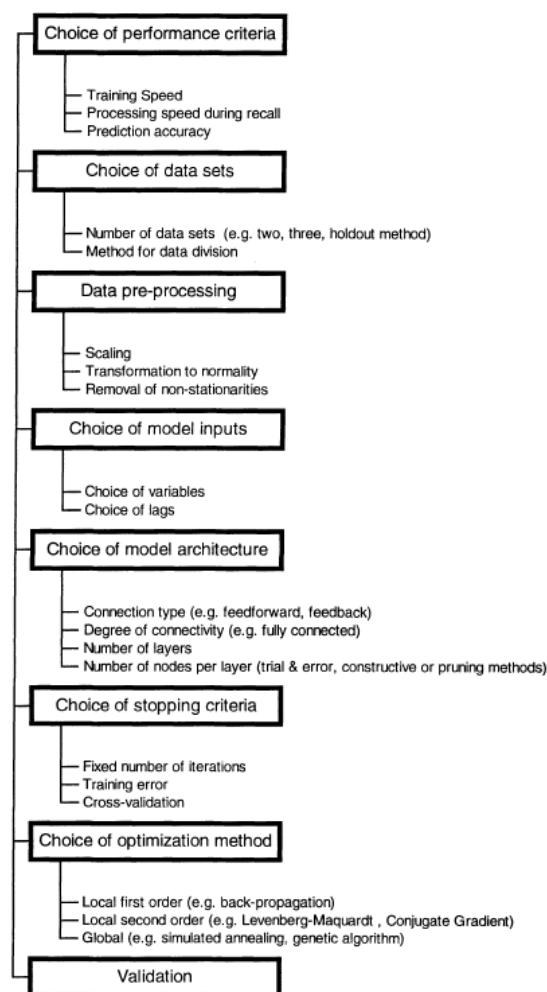 Choice of performance criteria
Training Speed
Processing speed during recall
Prediction accuracy
Choice of data sets
Number of data sets (e.g. two, three, holdout method)
Method for data division
Data pre-processing
Scaling
Transformation to normality
Removal of non-stationarities
Choice of model inputs
Choice of variables
Choice of lags
Choice of model architecture
Connection type (e.g. feedforward, feedback)
Degree of connectivity (e.g. fully connected)
Number of layers
Number of nodes per layer (trial & error, constructive or pruning methods)
Choice of stopping criteria
Fixed number of iterations
Training error
Cross-validation
Choice of optimization method
Local first order (e.g. back-propagation)
Local second order (e.g. Levenberg-Maquardt , Conjugate Gradient)
Global (e.g. simulated annealing, genetic algorithm)
Validation